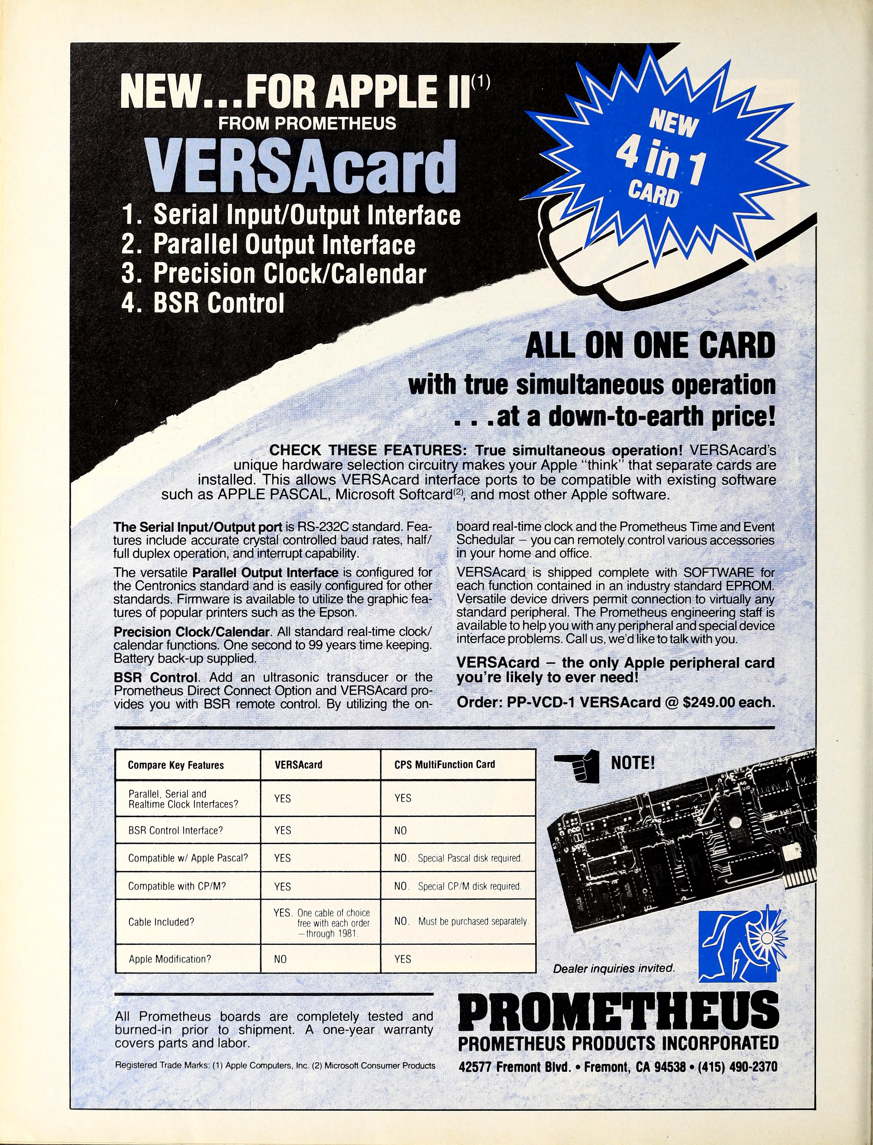 NEW...FOR APPLE II(1)
FROM PROMETHEUS
VERSAcard
1. Serial Input/Output Interface
2. Parallel Output Interface
3. Precision Clock/Calendar
4. BSR Control
NEW
4 in 1
CARD
ALL ON ONE CARD
with true simultaneous operation
. . .at a down-to-earth price!
CHECK THESE FEATURES: True simultaneous operation! VERSAcard's
unique hardware selection circuitry makes your Apple "think" that separate cards are
installed. This allows VERSAcard interface ports to be compatible with existing software
such as APPLE PASCAL, Microsoft Softcard(2), and most other Apple software.
The Serial Input/Output port is RS-232C standard. Fea-
tures include accurate crystal controlled baud rates, half/
full duplex operation, and interrupt capability.
The versatile Parallel Output Interface is configured for
the Centronics standard and is easily configured for other
standards. Firmware is available to utilize the graphic fea-
tures of popular printers such as the Epson.
Precision Clock/Calendar. All standard real-time clock/
calendar functions. One second to 99 years time keeping.
Battery back-up supplied.
BSR Control. Add an ultrasonic transducer or the
Prometheus Direct Connect Option and VERSAcard pro-
vides you with BSR remote control. By utilizing the on-
board real-time clock and the Prometheus Time and Event
Schedular – you can remotely control various accessories
in your home and office.
VERSAcard is shipped complete with SOFTWARE for
each function contained in an industry standard EPROM.
Versatile device drivers permit connection to virtually any
standard peripheral. The Prometheus engineering staff is
available to help you with any peripheral and special device
interface problems. Call us, we'd like to talk with you.
VERSAcard – the only Apple peripheral card
you're likely to ever need!
Order: PP-VCD-1 VERSAcard @ $249.00 each.
Compare Key Features VERSAcard CPS MultiFunction Card
Parallel, Serial and
Realtime Clock Interfaces? YES YES
BSR Control Interface? YES NO
Compatible w/ Apple Pascal? YES NO. Special Pascal disk required.
Compatible with CP/M? YES NO. Special CP/M disk required.
Cable Included? YES. One cable of choice
free with each order
–through 1981. NO. Must be purchased separately.
Apple Modification? NO YES
NOTE!
Dealer inquiries invited.
All Prometheus boards are completely tested and
burned-in prior to shipment. A one-year warranty
covers parts and labor.
Registered Trade Marks: (1) Apple Computers, Inc. (2) Microsoft Consumer Products
PROMETHEUS
PROMETHEUS PRODUCTS INCORPORATED
42577 Fremont Blvd. • Fremont, CA 94538 • (415) 490-2370